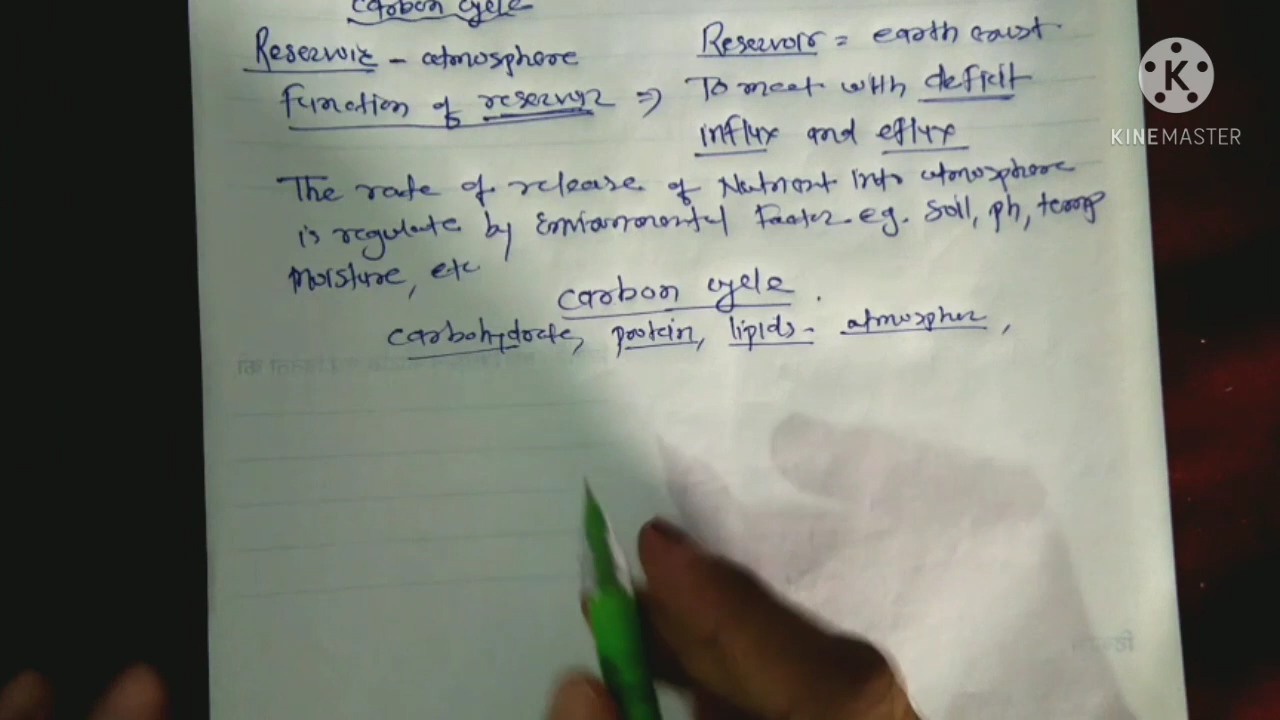 carbon cycle
Reservoir - atmosphere
Reservoir = earth crust
Function of reservoir ⇒ To meet with deficit
influx and eflux
The rate of release of Nutrient into atmosphere
is regulate by Environmental Factor eg. Soil, ph, temp
Moisture, etc
carbon cycle.
carbohydrate, protein, lipids - atmospher,
K
KINEMASTER